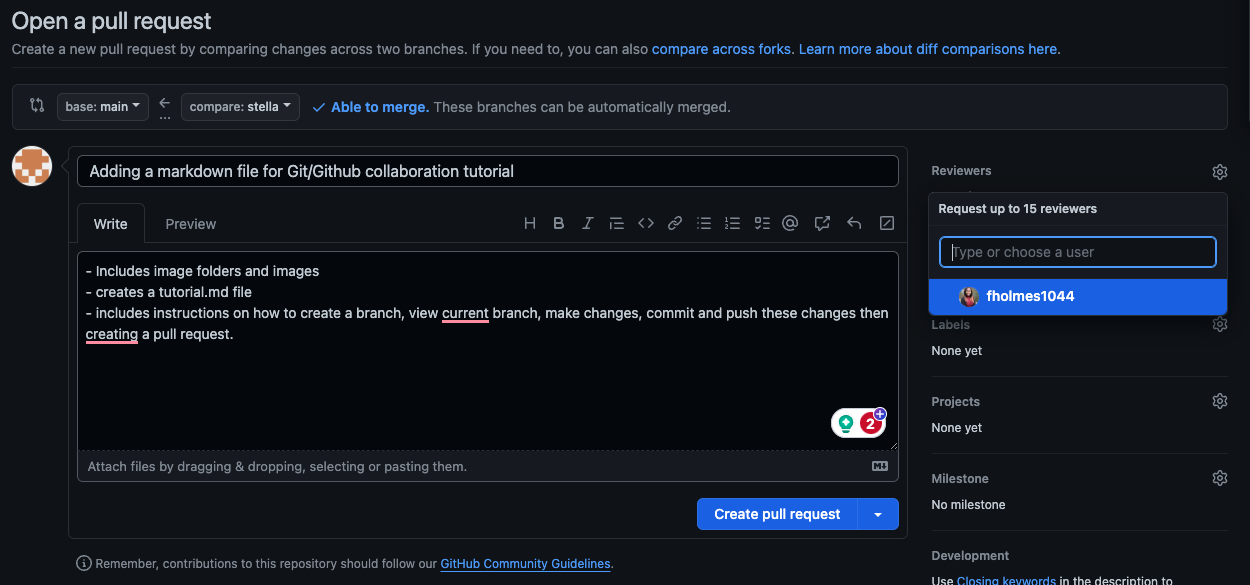 Open a pull request
Create a new pull request by comparing changes across two branches. If you need to, you can also compare across forks. Learn more about diff comparisons here.
base: main
compare: stella
Able to merge. These branches can be automatically merged.
Adding a markdown file for Git/Github collaboration tutorial
Write
Preview
- Includes image folders and images
- creates a tutorial.md file
- includes instructions on how to create a branch, view current branch, make changes, commit and push these changes then
creating a pull request.
2
Attach files by dragging & dropping, selecting or pasting them.
Create pull request
Remember, contributions to this repository should follow our GitHub Community Guidelines.
Reviewers
Request up to 15 reviewers
Type or choose a user
fholmes1044
Labels
None yet
Projects
None yet
Milestone
No milestone
Development
Use Closing keywords in the description to